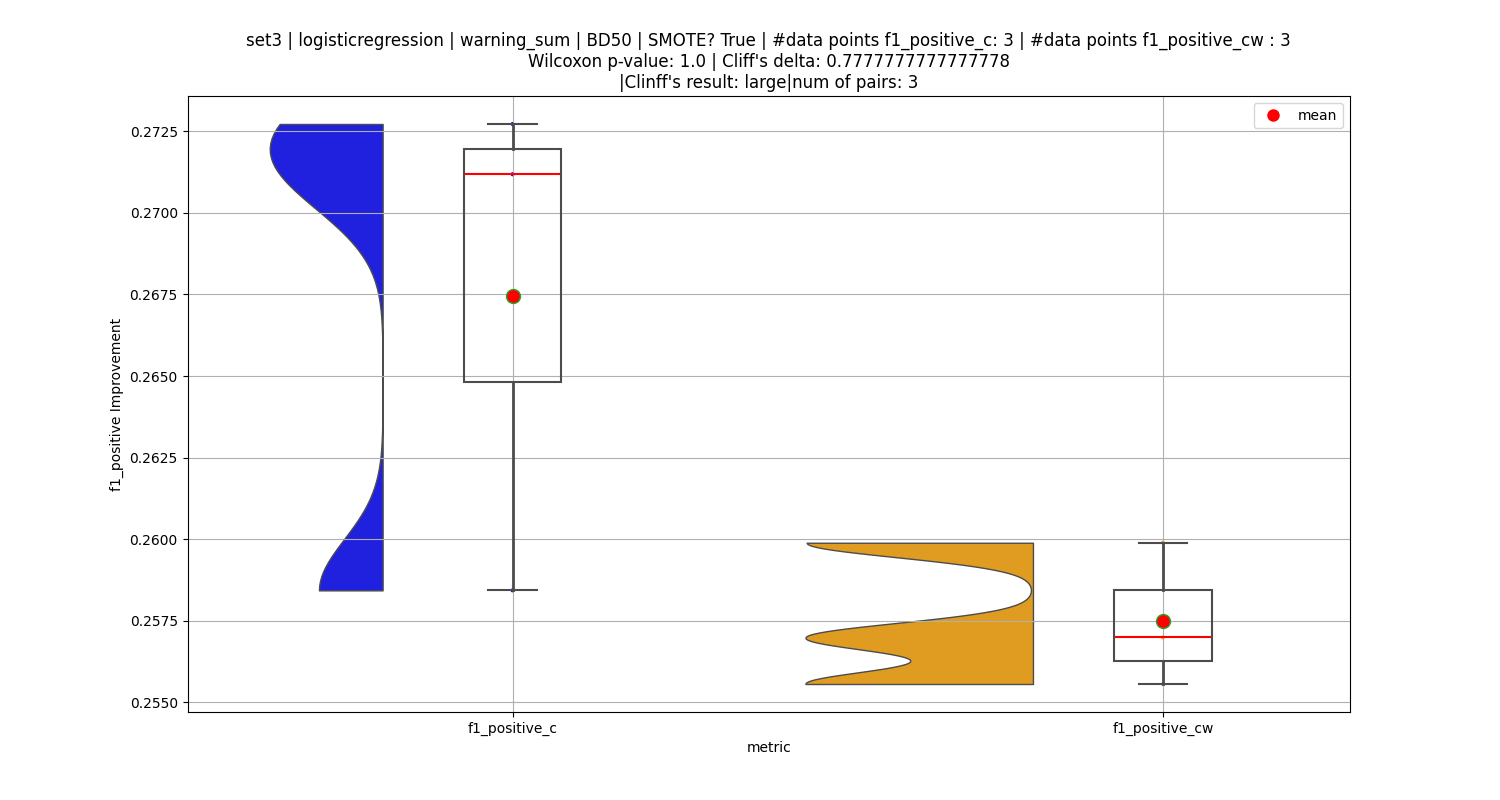 set3 | logisticregression | warning_sum | BD50 | SMOTE? True | #data points f1_positive_c: 3 | #data points f1_positive_cw : 3
Wilcoxon p-value: 1.0 | Cliff's delta: 0.7777777777777778
|Clinff's result: large|num of pairs: 3
mean
0.2725
0.2700
0.2675
0.2650
0.2625
0.2600
0.2575
0.2550
f1_positive Improvement
f1_positive_c
f1_positive_cw
metric